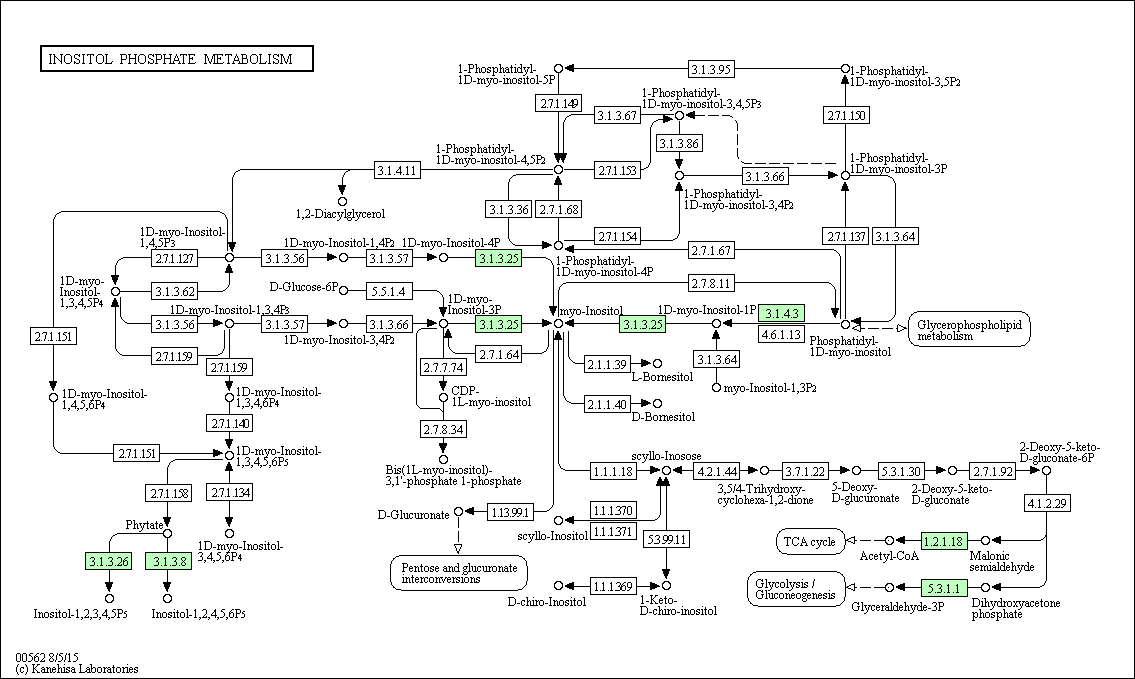 INOSITOL PHOSPHATE METABOLISM
1-Phosphatidyl-
1D-myo-inositol-5P
3.1.3.95
1-Phosphatidyl-
1D-myo-inositol-3,5P2
2.7.1.149
1-Phosphatidyl-
1D-myo-inositol-3,4,5P3
3.1.3.67
2.7.1.150
3.1.3.86
1-Phosphatidyl-
1D-myo-inositol-4,5P2
3.1.4.11
2.7.1.153
3.1.3.66
1-Phosphatidyl-
1D-myo-inositol-3P
1,2-Diacylglycerol
3.1.3.36
2.7.1.68
1-Phosphatidyl-
1D-myo-inositol-3,4P2
2.7.1.154
2.7.1.137
3.1.3.64
1D-myo-Inositol-
1,4,5P3
1D-myo-Inositol-1,4P2
1D-myo-Inositol-4P
2.7.1.67
2.7.1.127
3.1.3.56
3.1.3.57
3.1.3.25
1-Phosphatidyl-
1D-myo-inositol-4P
1D-myo-
Inositol-
1,3,4,5P4
3.1.3.62
D-Glucose-6P
5.5.1.4
2.7.8.11
1D-myo-Inositol-1,3,4P3
1D-myo-
Inositol-3P
myo-Inositol
1D-myo-Inositol-1P
3.1.4.3
3.1.3.56
3.1.3.57
3.1.3.66
3.1.3.25
3.1.3.25
4.6.1.13
Glycerophospholipid
metabolism
2.7.1.151
1D-myo-Inositol-3,4P2
Phosphatidyl-
1D-myo-inositol
2.7.1.159
2.7.1.159
2.7.7.74
2.7.1.64
2.1.1.39
3.1.3.64
L-Bornesitol
1D-myo-Inositol-
1,4,5,6P4
1D-myo-Inositol-
1,3,4,6P4
CDP-
1L-myo-inositol
myo-Inositol-1,3P2
2.1.1.40
D-Bornesitol
2.7.1.140
2.7.8.34
2.7.1.151
1D-myo-Inositol-
1,3,4,5,6P5
Bis(1L-myo-inositol)-
3,1'-phosphate 1-phosphate
scyllo-Inosose
1.1.1.18
4.2.1.44
3.7.1.22
5.3.1.30
2.7.1.92
2-Deoxy-5-keto-
D-gluconate-6P
3,5/4-Trihydroxy-
cyclohexa-1,2-dione
5-Deoxy-
D-glucuronate
2-Deoxy-5-keto-
D-gluconate
2.7.1.158
2.7.1.134
4.1.2.29
D-Glucuronate
1.13.99.1
1.1.1.370
1.1.1.371
scyllo-Inositol
Phytate
5.3.99.11
1D-myo-Inositol-
3,4,5,6P4
TCA cycle
Acetyl-CoA
1.2.1.18
Malonic
semialdehyde
3.1.3.26
3.1.3.8
Pentose and glucuronate
interconversions
Glycolysis /
Gluconeogenesis
Glyceraldehyde-3P
5.3.1.1
Dihydroxyacetone
phosphate
1.1.1.369
D-chiro-Inositol
1-Keto-
D-chiro-inositol
Inositol-1,2,3,4,5P5
Inositol-1,2,4,5,6P5
00562 8/5/15
(c) Kanehisa Laboratories